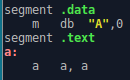 segment .data
    m   db  "A",0
segment .text
a:
    a   a, a